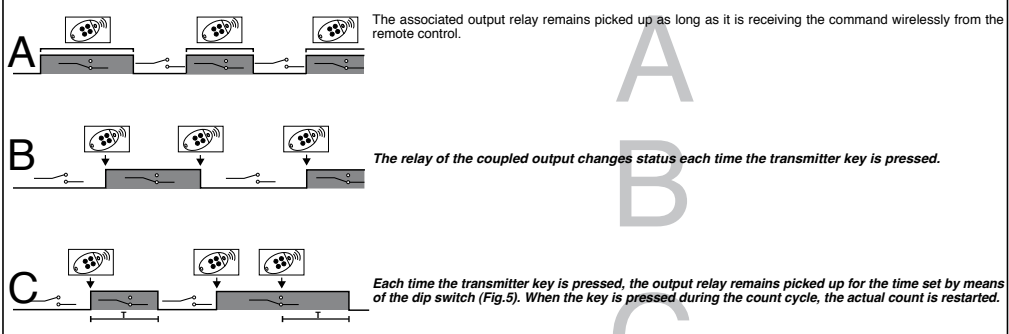 A
The associated output relay remains picked up as long as it is receiving the command wirelessly from the
remote control.
A
B
The relay of the coupled output changes status each time the transmitter key is pressed.
B
C
Each time the transmitter key is pressed, the output relay remains picked up for the time set by means
of the dip switch (Fig.5). When the key is pressed during the count cycle, the actual count is restarted.
T
T
C